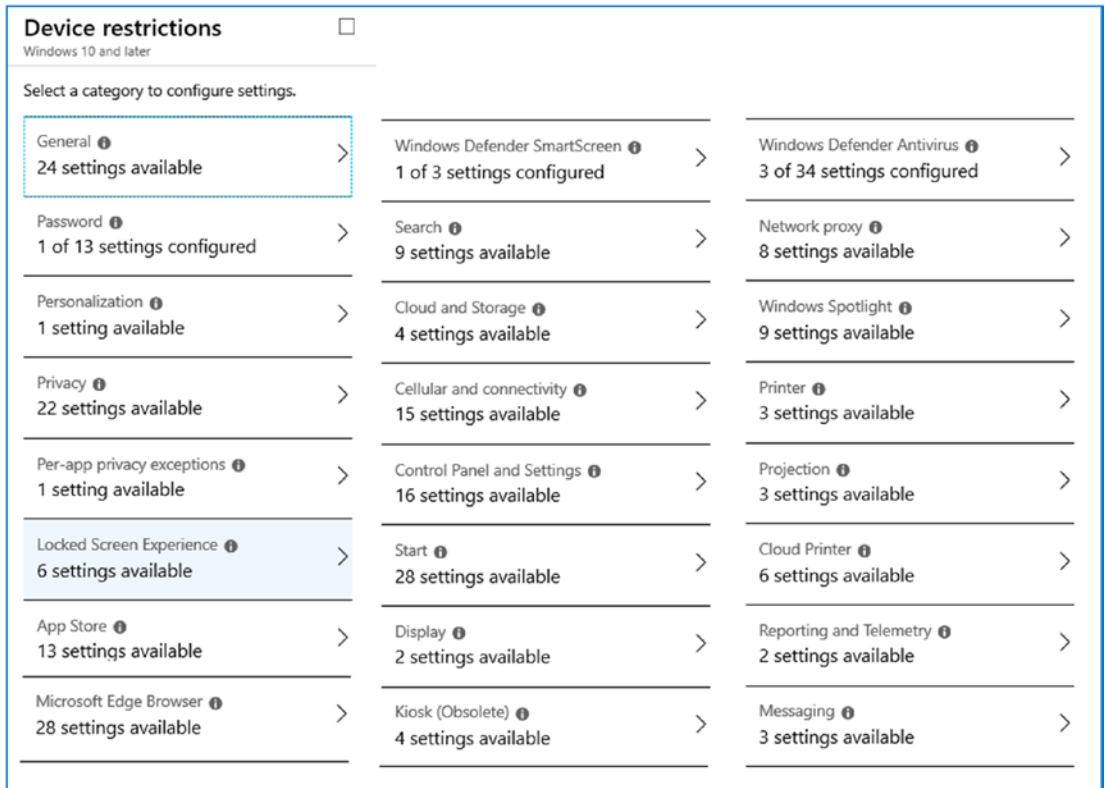 Device restrictions
Windows 10 and later
Select a category to configure settings.
General
24 settings available
Password
1 of 13 settings configured
Personalization
1 setting available
Privacy
22 settings available
Per-app privacy exceptions
1 setting available
Locked Screen Experience
6 settings available
App Store
13 settings available
Microsoft Edge Browser
28 settings available
Windows Defender SmartScreen
1 of 3 settings configured
Search
9 settings available
Cloud and Storage
4 settings available
Cellular and connectivity
15 settings available
Control Panel and Settings
16 settings available
Start
28 settings available
Display
2 settings available
Kiosk (Obsolete)
4 settings available
Windows Defender Antivirus
3 of 34 settings configured
Network proxy
8 settings available
Windows Spotlight
9 settings available
Printer
3 settings available
Projection
3 settings available
Cloud Printer
6 settings available
Reporting and Telemetry
2 settings available
Messaging
3 settings available